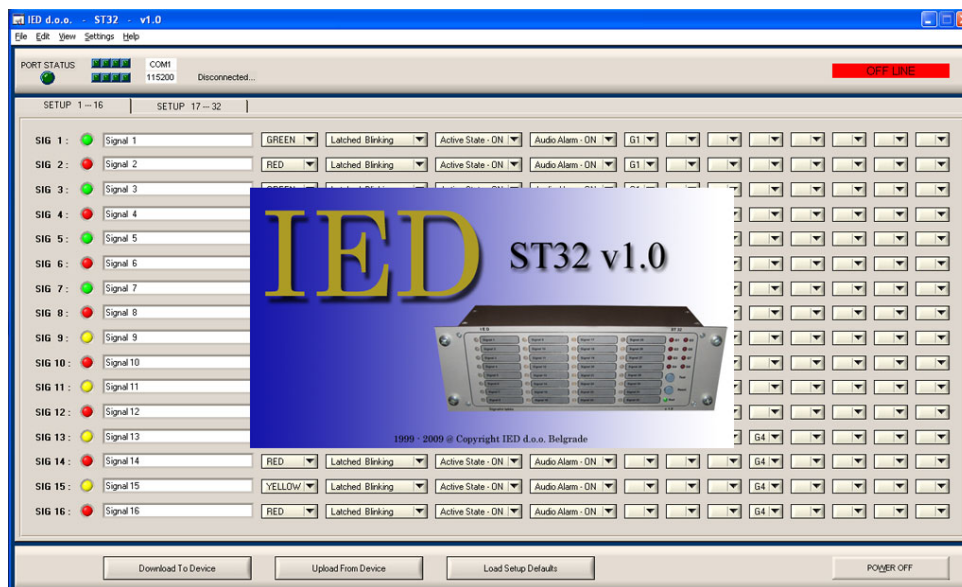 IED d.o.o. - ST32 - v1.0
File Edit View Settings Help
PORT STATUS
COM1
115200
Disconnected...
OFF LINE
SETUP 1 -- 16 SETUP 17 -- 32
SIG 1 : Signal 1 GREEN Latched Blinking Active State - ON Audio Alarm - ON G1
SIG 2 : Signal 2 RED Latched Blinking Active State - ON Audio Alarm - ON G1
SIG 3 : Signal 3
SIG 4 : Signal 4
SIG 5 : Signal 5
SIG 6 : Signal 6
SIG 7 : Signal 7
SIG 8 : Signal 8
SIG 9 : Signal 9
SIG 10 : Signal 10
SIG 11 : Signal 11
SIG 12 : Signal 12
SIG 13 : Signal 13 G4
SIG 14 : Signal 14 RED Latched Blinking Active State - ON Audio Alarm - ON G4
SIG 15 : Signal 15 YELLOW Latched Blinking Active State - ON Audio Alarm - ON G4
SIG 16 : Signal 16 RED Latched Blinking Active State - ON Audio Alarm - ON G4
IED
ST32 v1.0
IED ST 32
1999 - 2009 @ Copyright IED d.o.o. Belgrade
Download To Device Upload From Device Load Setup Defaults POWER OFF